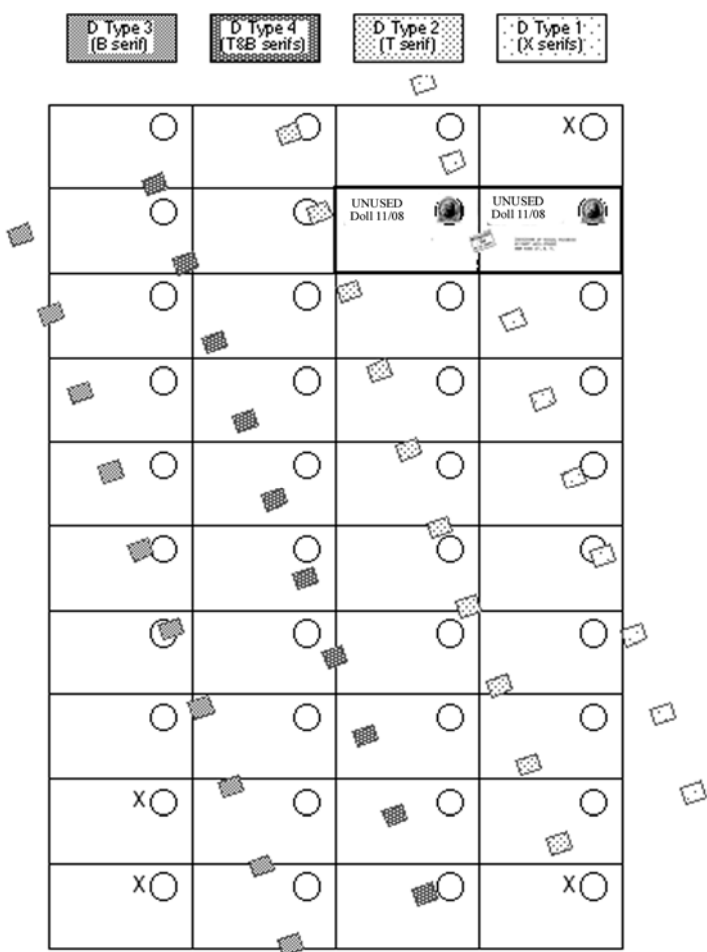 D Type 3
(B serif)
D Type 4
(T&B serifs)
D Type 2
(T serif)
D Type 1
(X serifs)
X
UNUSED
Doll 11/08
UNUSED
Doll 11/08
X
X
X